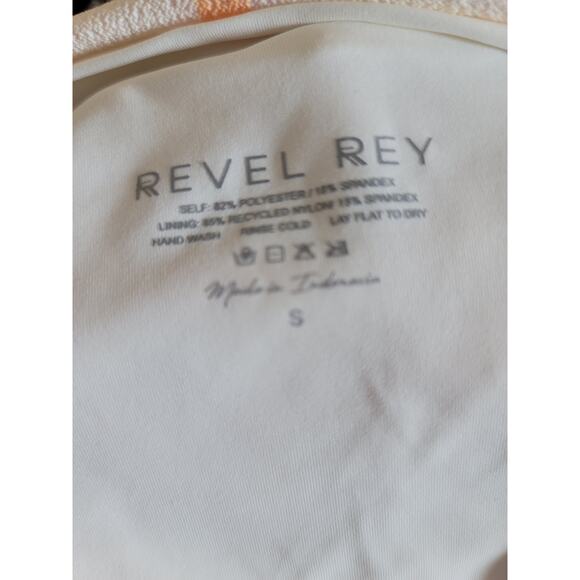 REVEL REY
SELF: 82% POLYESTER / 18% SPANDEX
LINING: 85% RECYCLED NYLON/ 15% SPANDEX
HAND WASH RINSE COLD LAY FLAT TO DRY
Made in Indonesia
S